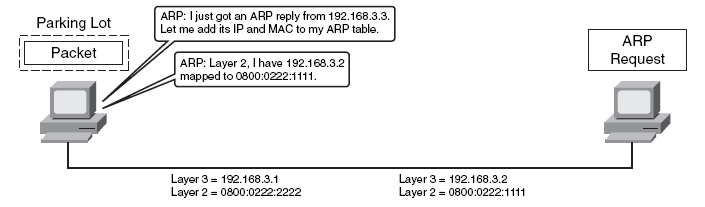 Parking Lot
Packet
ARP: I just got an ARP reply from 192.168.3.3.
Let me add its IP and MAC to my ARP table.
ARP: Layer 2, I have 192.168.3.2
mapped to 0800:0222:1111.
ARP
Request
Layer 3 = 192.168.3.1
Layer 2 = 0800:0222:2222
Layer 3 = 192.168.3.2
Layer 2 = 0800:0222:1111